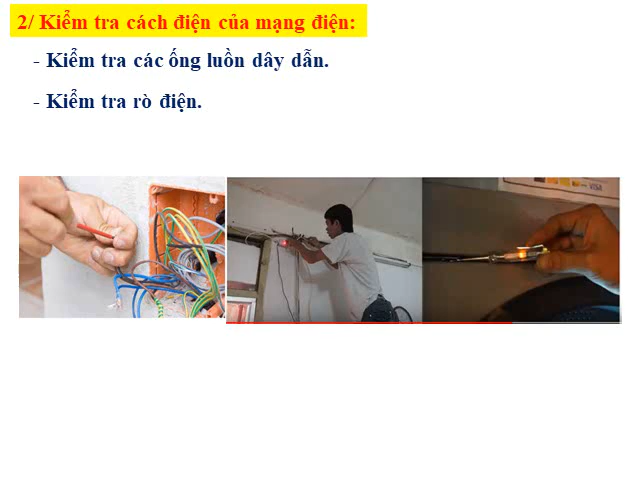 2/ Kiểm tra cách điện của mạng điện:
- Kiểm tra các ống luồn dây dẫn.
- Kiểm tra rò điện.
VISA